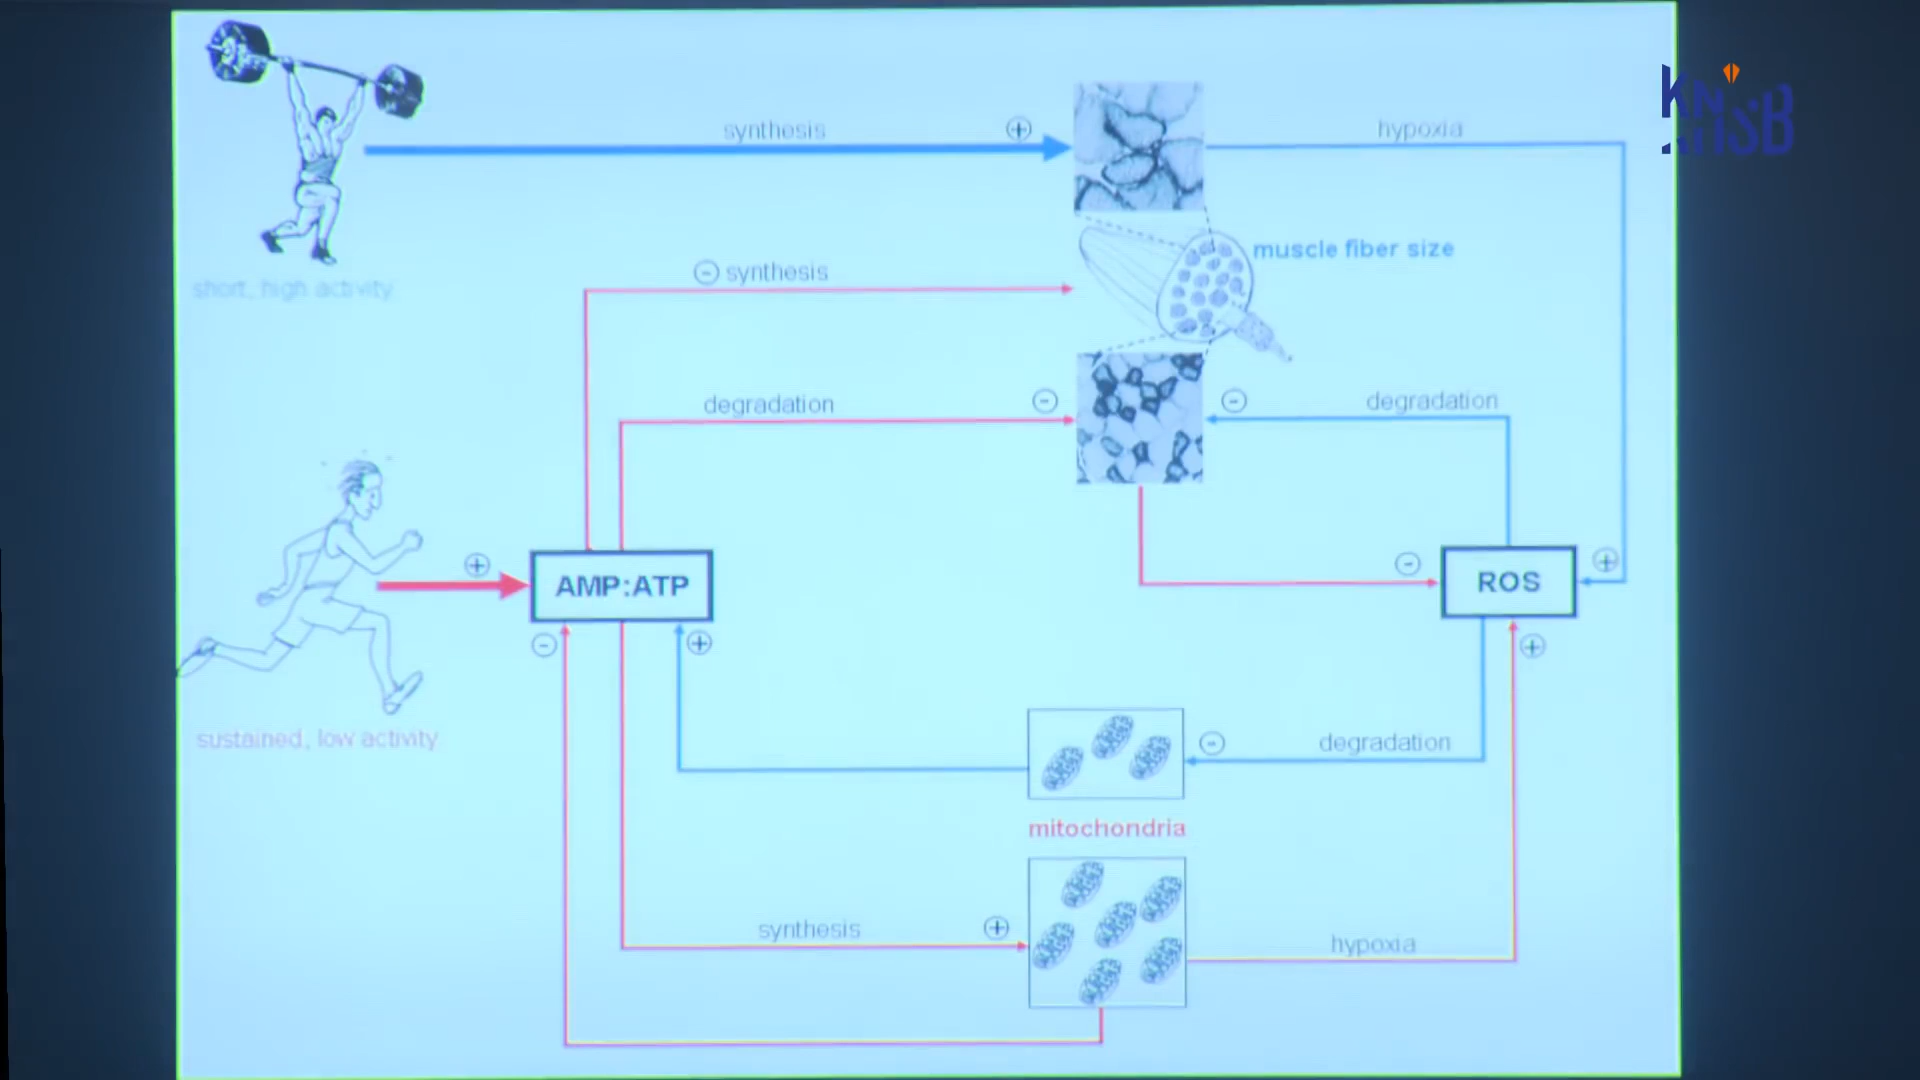 KNSB
synthesis
+
hypoxia
muscle fiber size
short, high activity
- synthesis
degradation
-
-
degradation
+
AMP:ATP
-
ROS
+
-
+
+
sustained, low activity
-
degradation
mitochondria
synthesis
+
hypoxia